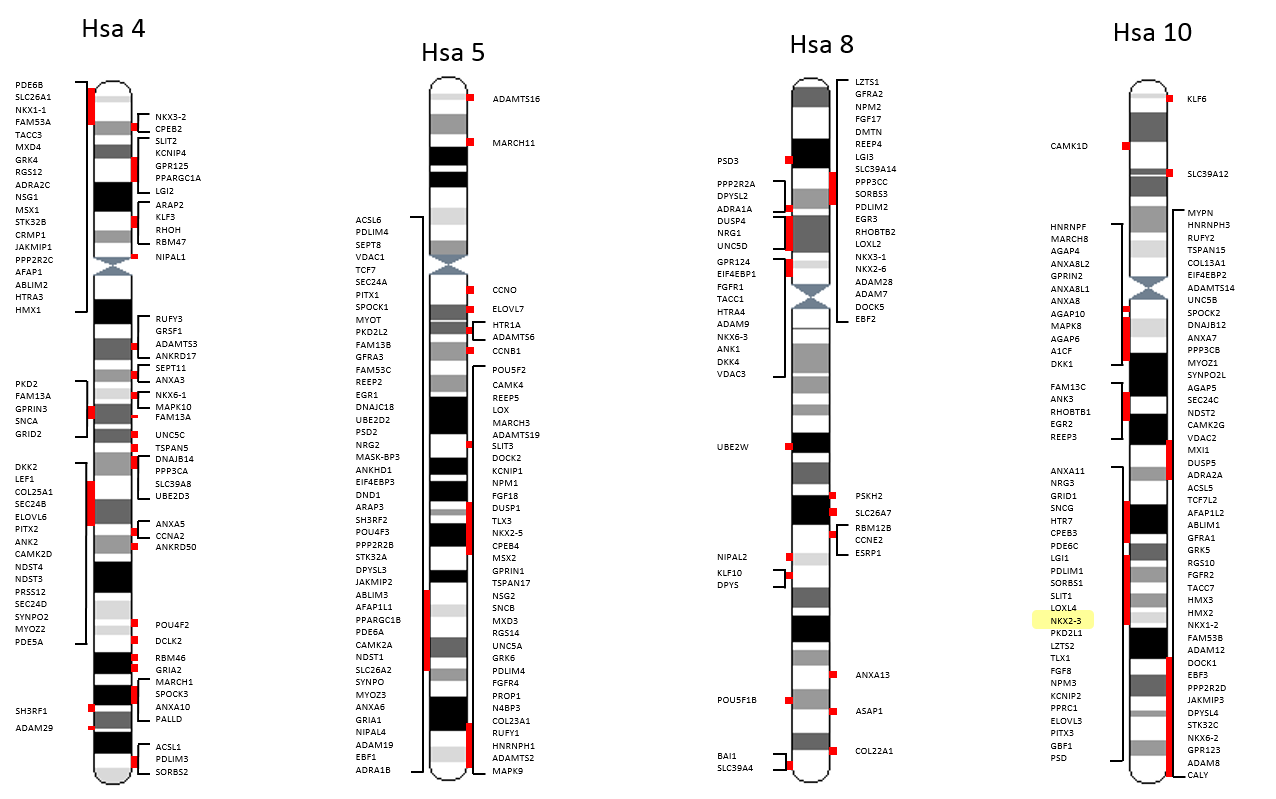 Hsa 4
PDE6B
SLC26A1
NKX1-1
FAM53A
TACC3
MXD4
GRK4
RGS12
ADRA2C
NSG1
MSX1
STK32B
CRMP1
JAKMIP1
PPP2R2C
AFAP1
ABLIM2
HTRA3
HMX1
PKD2
FAM13A
GPRIN3
SNCA
GRID2
DKK2
LEF1
COL25A1
SEC24B
ELOVL6
PITX2
ANK2
CAMK2D
NDST4
NDST3
PRSS12
SEC24D
SYNPO2
MYOZ2
PDE5A
SH3RF1
ADAM29
NKX3-2
CPEB2
SLIT2
KCNIP4
GPR125
PPARGC1A
LGI2
ARAP2
KLF3
RHOH
RBM47
NIPAL1
RUFY3
GRSF1
ADAMTS3
ANKRD17
SEPT11
ANXA3
NKX6-1
MAPK10
FAM13A
UNC5C
TSPAN5
DNAJB14
PPP3CA
SLC39A8
UBE2D3
ANXA5
CCNA2
ANKRD50
POU4F2
DCLK2
RBM46
GRIA2
MARCH1
SPOCK3
ANXA10
PALLD
ACSL1
PDLIM3
SORBS2
Hsa 5
ACSL6
PDLIM4
SEPT8
VDAC1
TCF7
SEC24A
PITX1
SPOCK1
MYOT
PKD2L2
FAM13B
GFRA3
FAM53C
REEP2
EGR1
DNAJC18
UBE2D2
PSD2
NRG2
MASK-BP3
ANKHD1
EIF4EBP3
DND1
ARAP3
SH3RF2
POU4F3
PPP2R2B
STK32A
DPYSL3
JAKMIP2
ABLIM3
AFAP1L1
PPARGC1B
PDE6A
CAMK2A
NDST1
SLC26A2
SYNPO
MYOZ3
ANXA6
GRIA1
NIPAL4
ADAM19
EBF1
ADRA1B
ADAMTS16
MARCH11
CCNO
ELOVL7
HTR1A
ADAMTS6
CCNB1
POU5F2
CAMK4
REEP5
LOX
MARCH3
ADAMTS19
SLIT3
DOCK2
KCNIP1
NPM1
FGF18
DUSP1
TLX3
NKX2-5
CPEB4
MSX2
GPRIN1
TSPAN17
NSG2
SNCB
MXD3
RGS14
UNC5A
GRK6
PDLIM4
FGFR4
PROP1
N4BP3
COL23A1
RUFY1
HNRNPH1
ADAMTS2
MAPK9
Hsa 8
PSD3
PPP2R2A
DPYSL2
ADRA1A
DUSP4
NRG1
UNC5D
GPR124
EIF4EBP1
FGFR1
TACC1
HTRA4
ADAM9
NKX6-3
ANK1
DKK4
VDAC3
UBE2W
NIPAL2
KLF10
DPYS
POU5F1B
BAI1
SLC39A4
LZTS1
GFRA2
NPM2
FGF17
DMTN
REEP4
LGI3
SLC39A14
PPP3CC
SORBS3
PDLIM2
EGR3
RHOBTB2
LOXL2
NKX3-1
NKX2-6
ADAM28
ADAM7
DOCK5
EBF2
PSKH2
SLC26A7
RBM12B
CCNE2
ESRP1
ANXA13
ASAP1
COL22A1
Hsa 10
CAMK1D
HNRNPF
MARCH8
AGAP4
ANXA8L2
GPRIN2
ANXA8L1
ANXA8
AGAP10
MAPK8
AGAP6
A1CF
DKK1
FAM13C
ANK3
RHOBTB1
EGR2
REEP3
ANXA11
NRG3
GRID1
SNCG
HTR7
CPEB3
PDE6C
LGI1
PDLIM1
SORBS1
SLIT1
LOXL4
NKX2-3
PKD2L1
LZTS2
TLX1
FGF8
NPM3
KCNIP2
PPRC1
ELOVL3
PITX3
GBF1
PSD
KLF6
SLC39A12
MYPN
HNRNPH3
RUFY2
TSPAN15
COL13A1
EIF4EBP2
ADAMTS14
UNC5B
SPOCK2
DNAJB12
ANXA7
PPP3CB
MYOZ1
SYNPO2L
AGAP5
SEC24C
NDST2
CAMK2G
VDAC2
MXI1
DUSP5
ADRA2A
ACSL5
TCF7L2
AFAP1L2
ABLIM1
GFRA1
GRK5
RGS10
FGFR2
TACC7
HMX3
HMX2
NKX1-2
FAM53B
ADAM12
DOCK1
EBF3
PPP2R2D
JAKMIP3
DPYSL4
STK32C
NKX6-2
GPR123
ADAM8
CALY